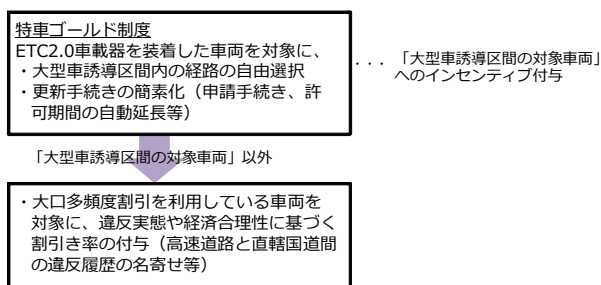 特車ゴールド制度
ETC2.0車載器を装着した車両を対象に、
・大型車誘導区間内の経路の自由選択
・更新手続きの簡素化（申請手続き、許
可期間の自動延長等）
... 「大型車誘導区間の対象車両」
へのインセンティブ付与
「大型車誘導区間の対象車両」以外
・大口多頻度割引を利用している車両を
対象に、違反実態や経済合理性に基づく
割引き率の付与（高速道路と直轄国道間
の違反履歴の名寄せ等）